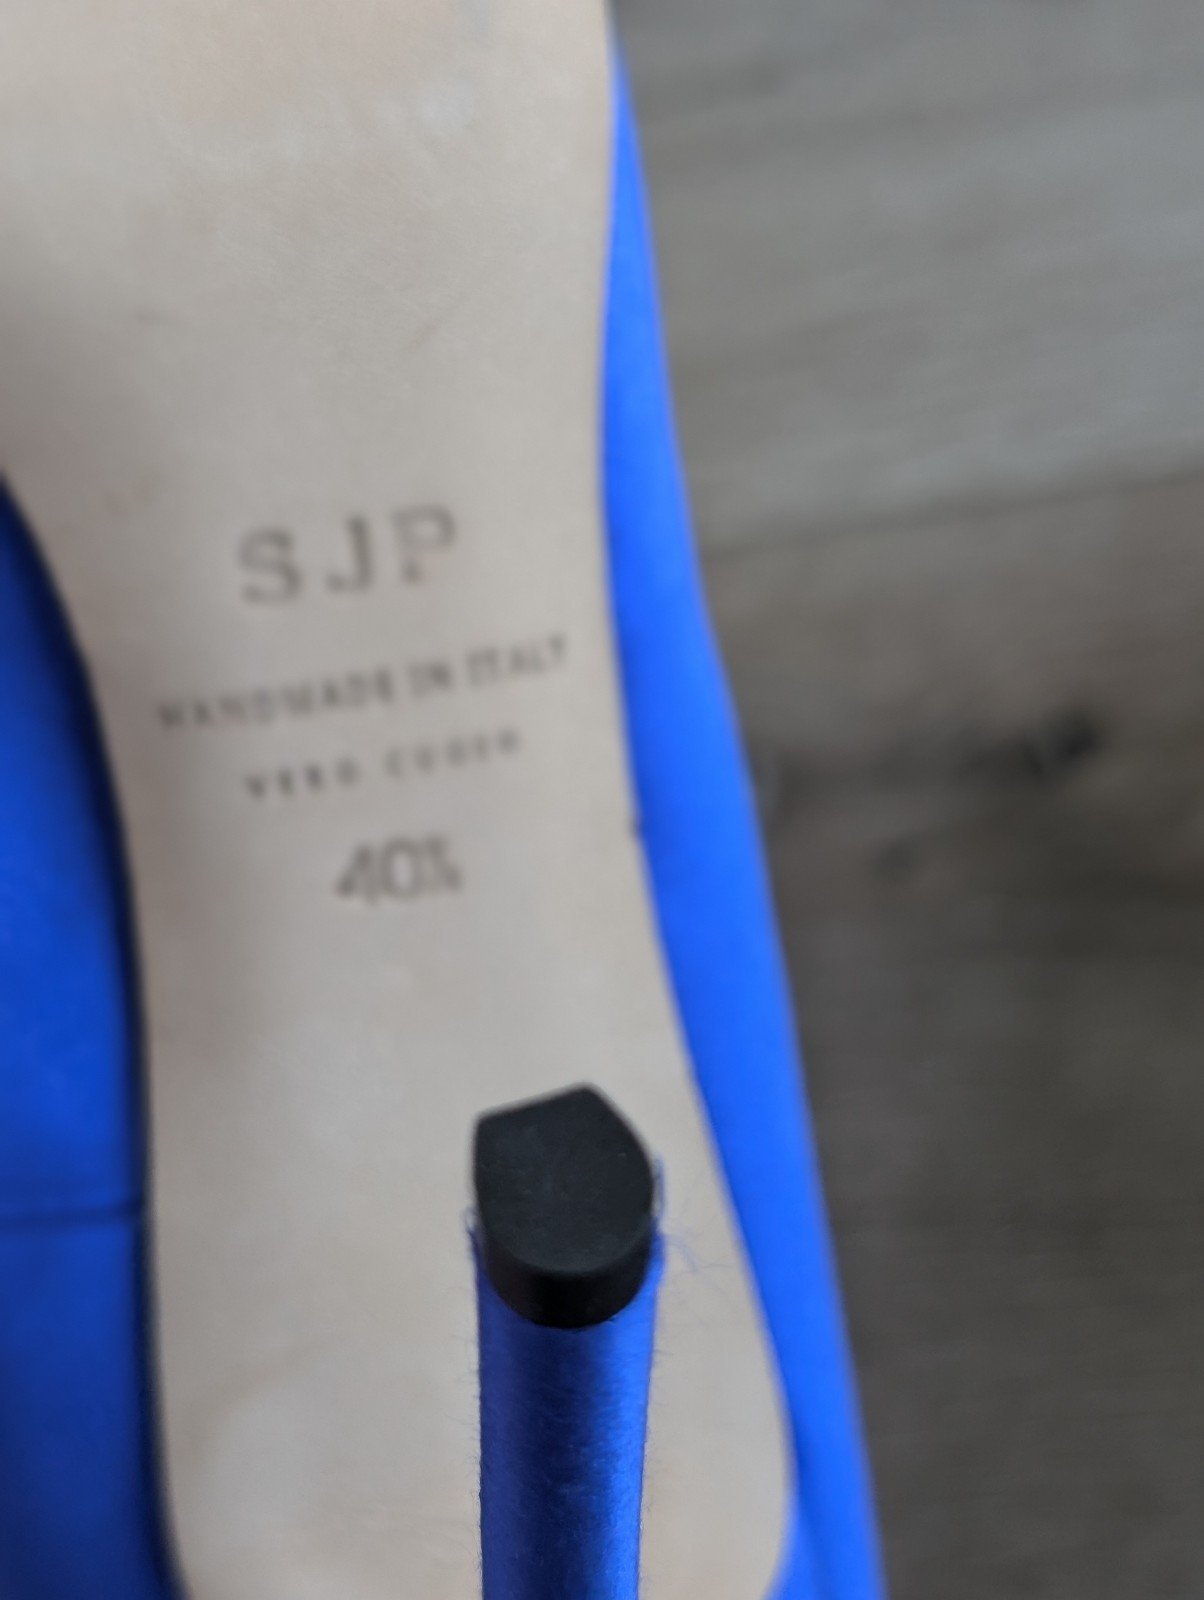 SJP
HANDMADE IN ITALY
VERO CUOIO
40½